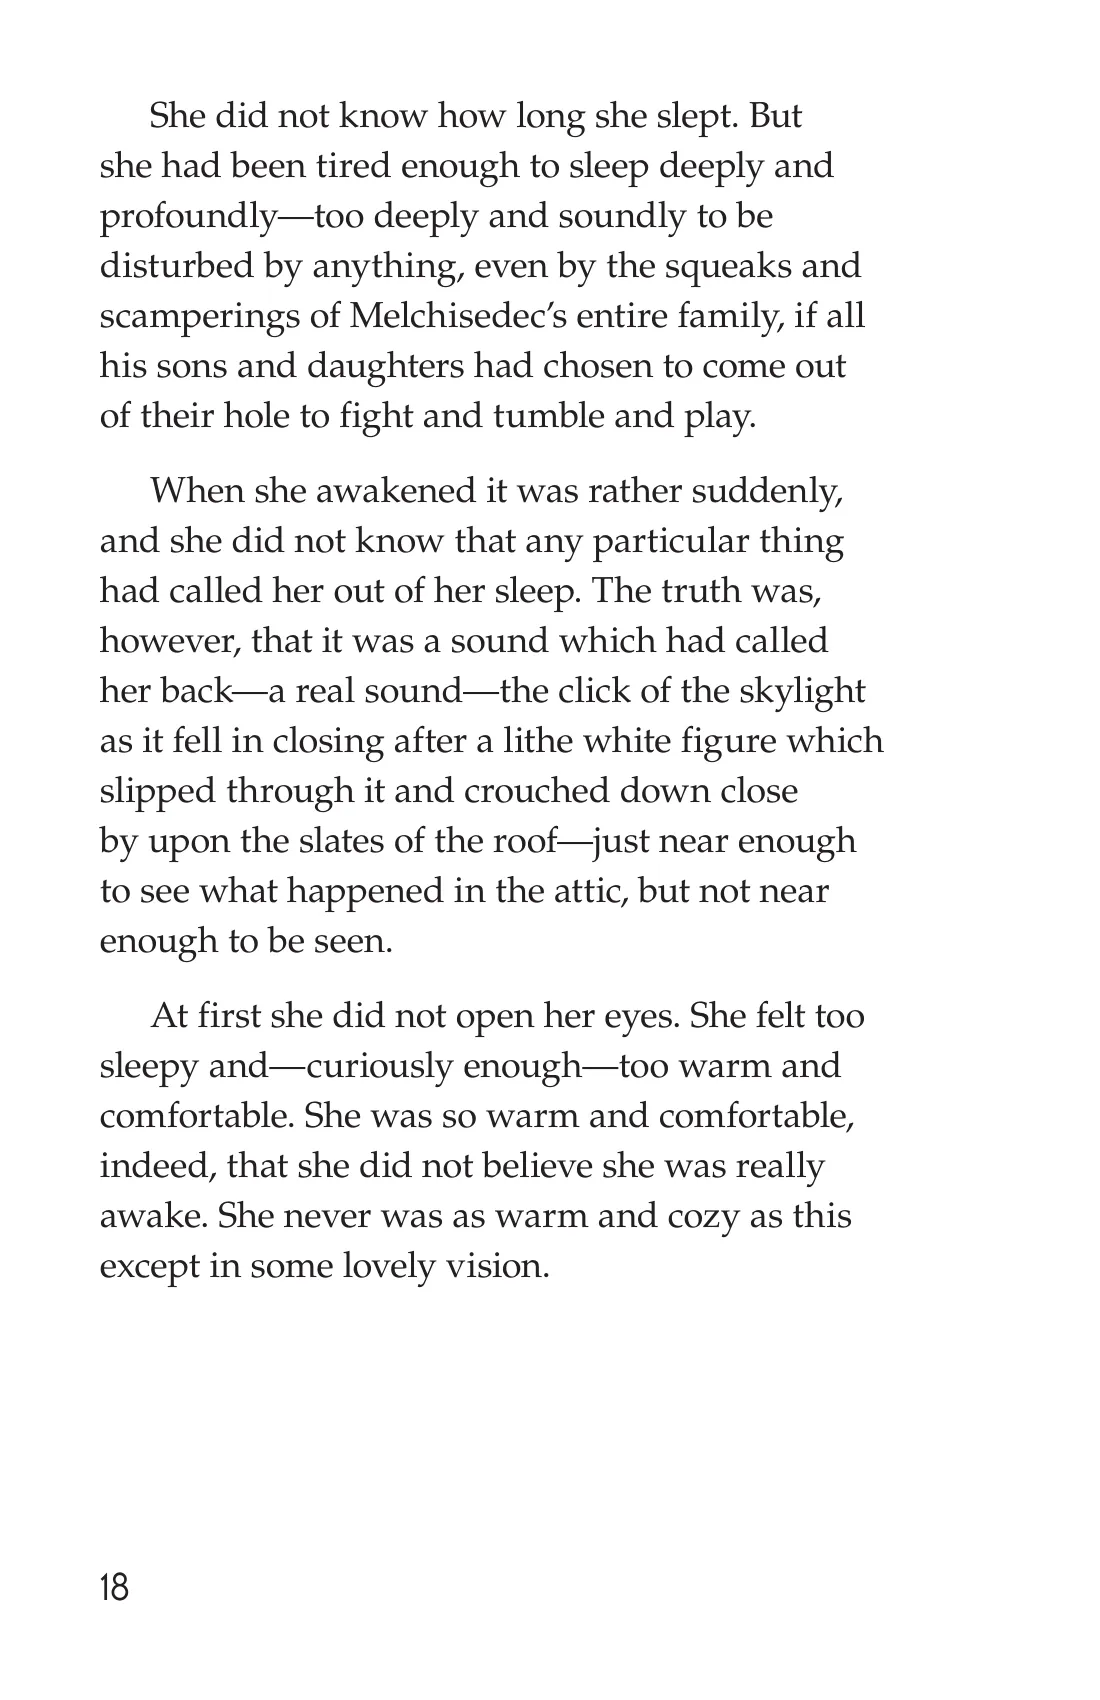 She did not know how long she slept. But
she had been tired enough to sleep deeply and
profoundly—too deeply and soundly to be
disturbed by anything, even by the squeaks and
scamperings of Melchisedec’s entire family, if all
his sons and daughters had chosen to come out
of their hole to fight and tumble and play.
When she awakened it was rather suddenly,
and she did not know that any particular thing
had called her out of her sleep. The truth was,
however, that it was a sound which had called
her back—a real sound—the click of the skylight
as it fell in closing after a lithe white figure which
slipped through it and crouched down close
by upon the slates of the roof—just near enough
to see what happened in the attic, but not near
enough to be seen.
At first she did not open her eyes. She felt too
sleepy and—curiously enough—too warm and
comfortable. She was so warm and comfortable,
indeed, that she did not believe she was really
awake. She never was as warm and cozy as this
except in some lovely vision.
18